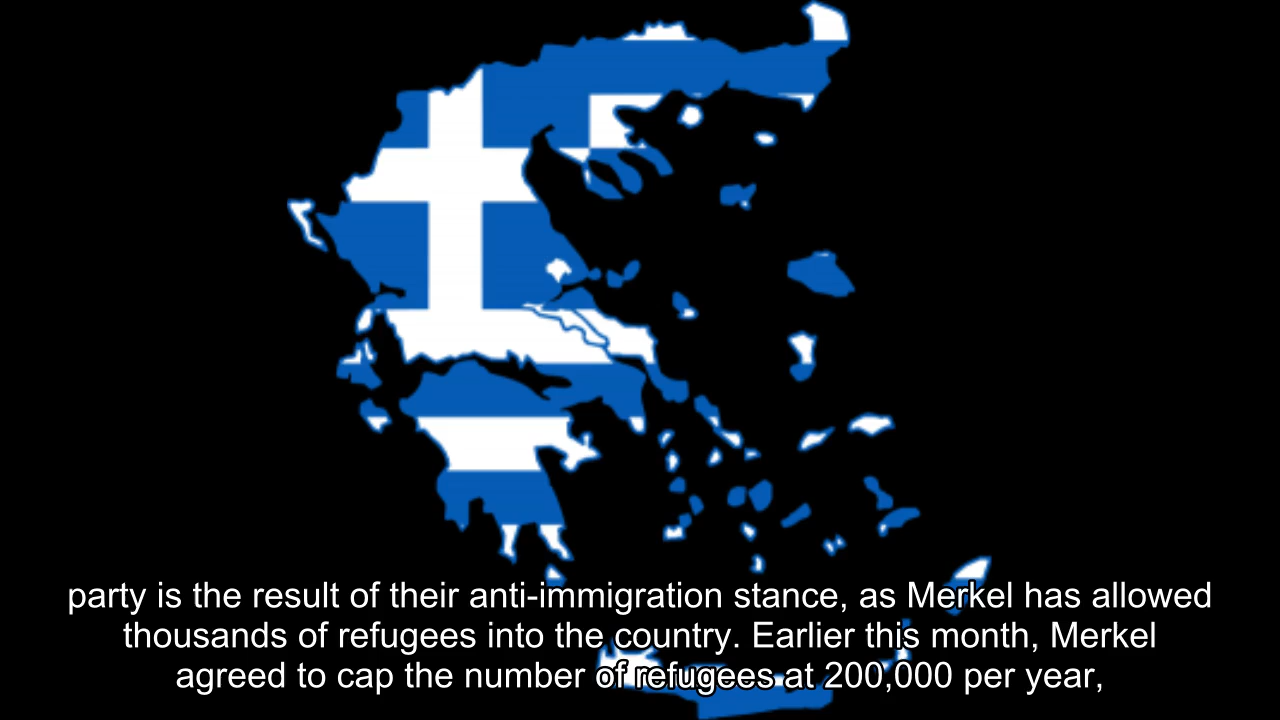 party is the result of their anti-immigration stance, as Merkel has allowed
thousands of refugees into the country. Earlier this month, Merkel
agreed to cap the number of refugees at 200,000 per year,